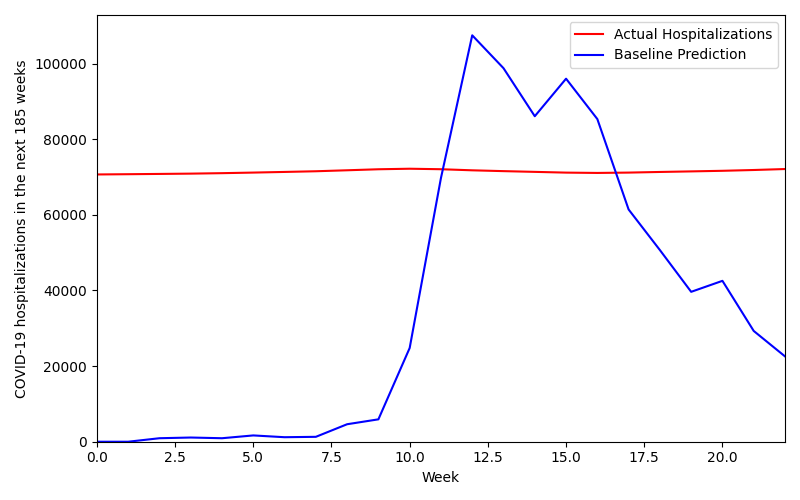 Actual Hospitalizations
Baseline Prediction
COVID-19 hospitalizations in the next 185 weeks
100000
80000
60000
40000
20000
0
0.0 2.5 5.0 7.5 10.0 12.5 15.0 17.5 20.0
Week